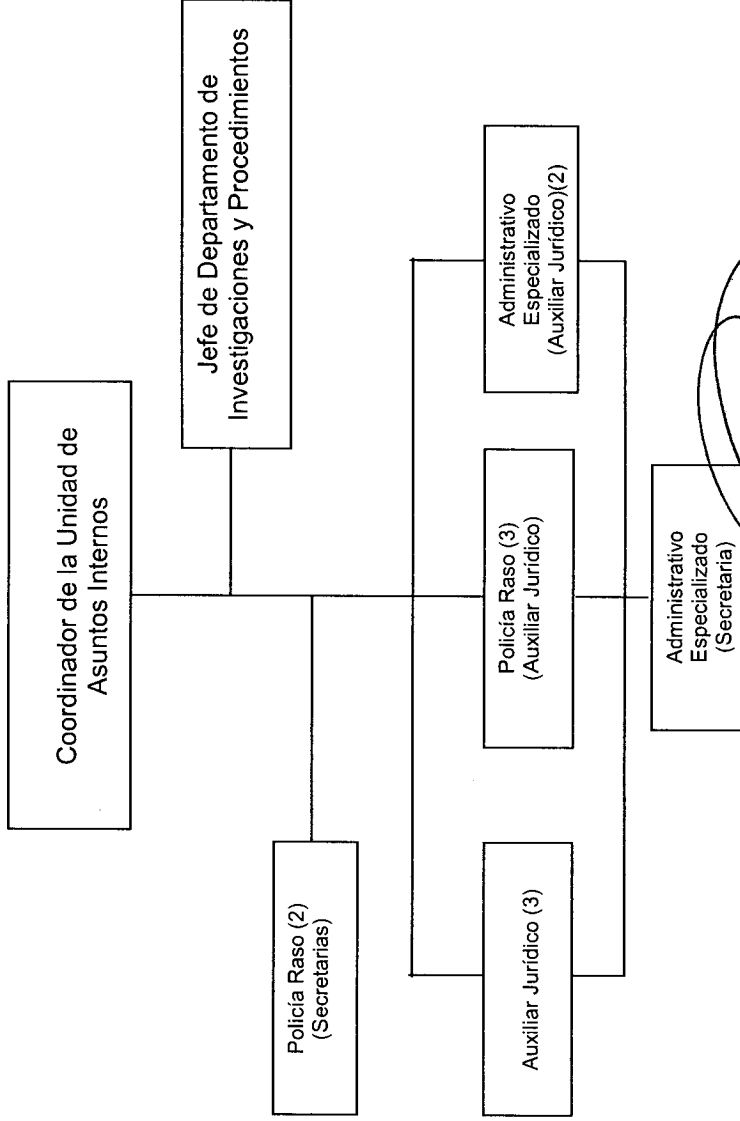 Coordinador de la Unidad de
Asuntos Internos
Jefe de Departamento de
Investigaciones y Procedimientos
Policía Raso (2)
(Secretarias)
Auxiliar Jurídico (3)
Policía Raso (3)
(Auxiliar Jurídico)
Administrativo
Especializado
(Auxiliar Jurídico)(2)
Administrativo
Especializado
(Secretaria)